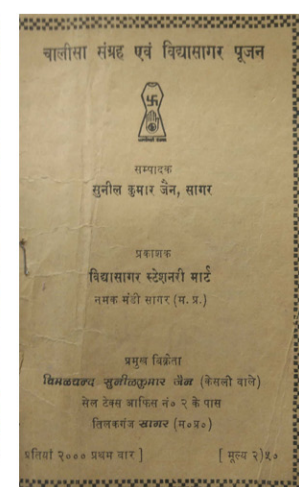 चालीसा संग्रह एवं विद्यासागर पूजन
सम्पादक
सुनील कुमार जैन, सागर
प्रकाशक
विद्यासागर स्टेशनरी मार्ट
नमक मंडी सागर (म. प्र.)
प्रमुख विक्रेता
विमलचन्द सुनीलकुमार जैन (केसली वाले)
सेल टेक्स आफिस नं० २ के पास
तिलकगंज सागर (म०प्र०)
प्रतियाँ २००० प्रथम बार ] [ मूल्य २)५०